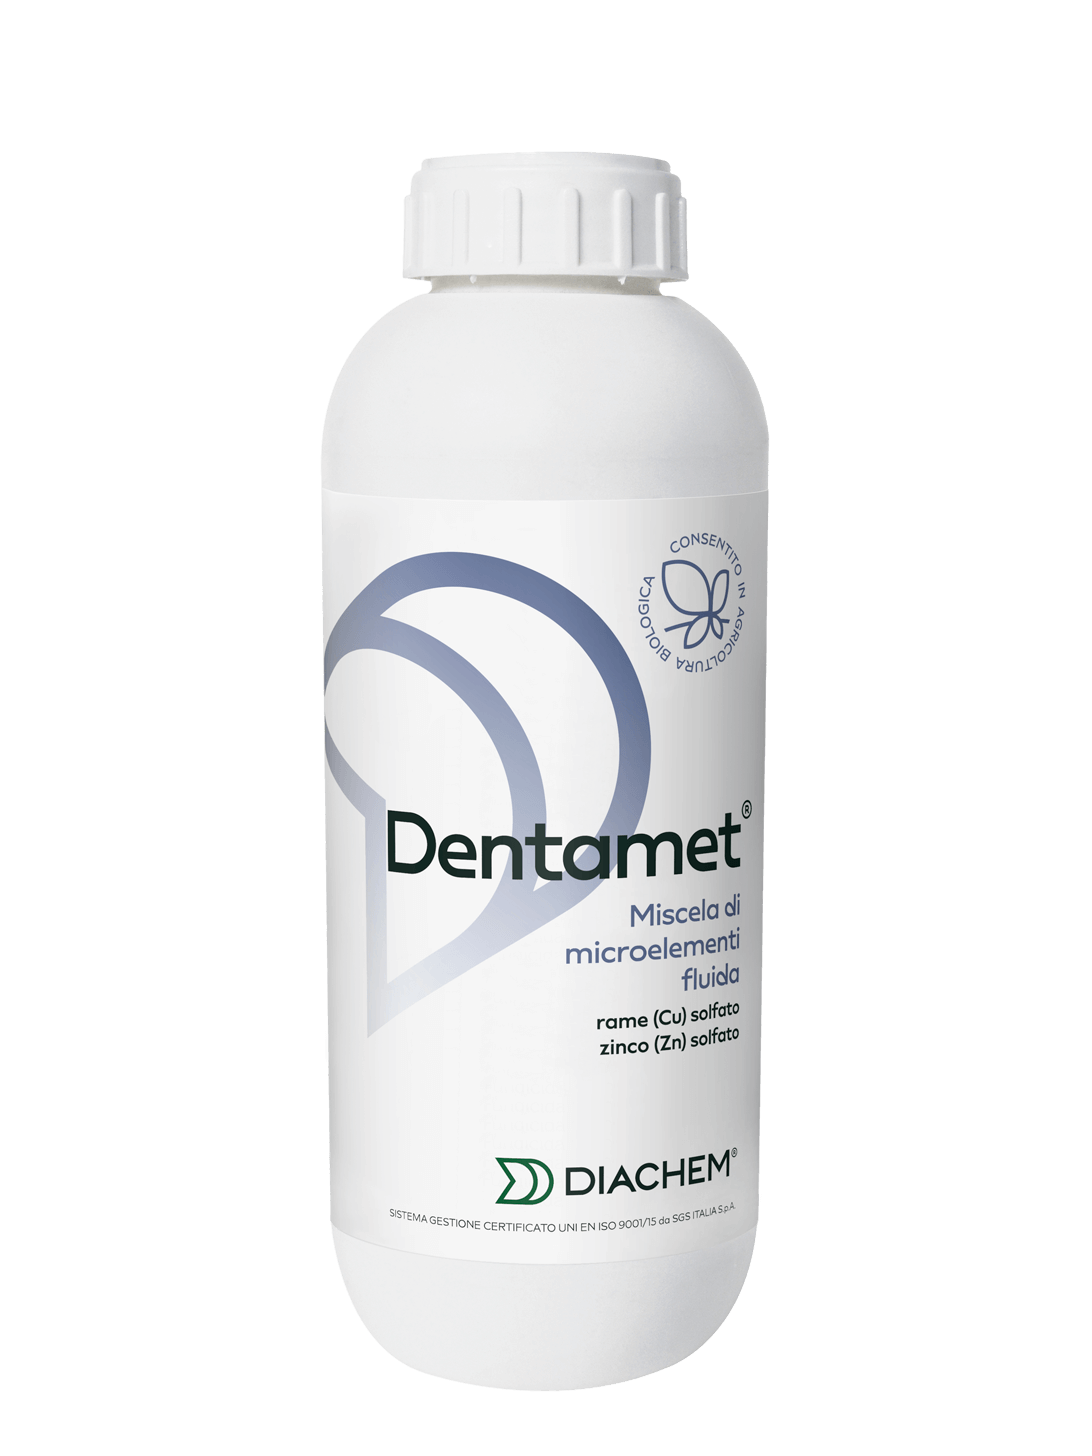 CONSENTITO IN AGRICOLTURA BIOLOGICA
Dentamet®
Miscela di
microelementi
fluida
rame (Cu) solfato
zinco (Zn) solfato
DIACHEM®
SISTEMA GESTIONE CERTIFICATO UNI EN ISO 9001/15 da SGS ITALIA S.p.A.